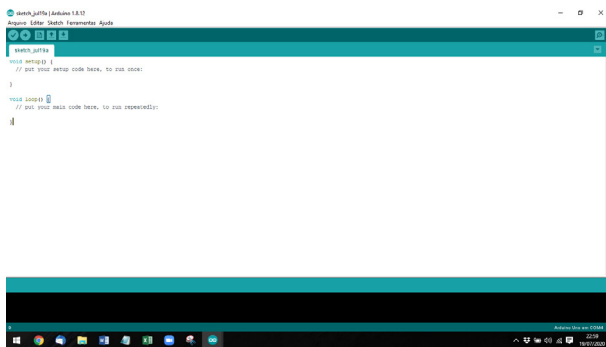 sketch_jul19a | Arduino 1.8.12
Arquivo Editar Sketch Ferramentas Ajuda
sketch_jul19a
void setup() {
// put your setup code here, to run once:
}
void loop() {
// put your main code here, to run repeatedly:
}
9
Arduino Uno em COM4
22:59
19/07/2020